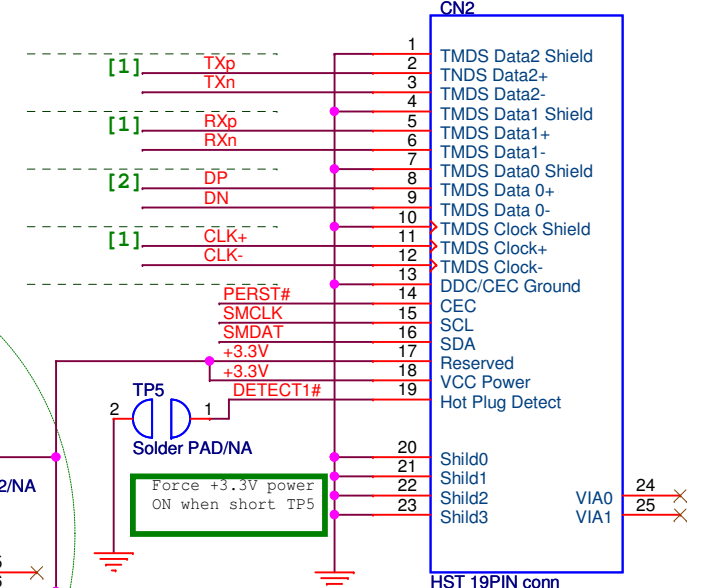 CN2
1 TMDS Data2 Shield
[1] TXp 2 TNDS Data2+
TXn 3 TMDS Data2-
4 TMDS Data1 Shield
[1] RXp 5 TMDS Data1+
RXn 6 TMDS Data1-
7 TMDS Data0 Shield
[2] DP 8 TMDS Data 0+
DN 9 TMDS Data 0-
10 TMDS Clock Shield
[1] CLK+ 11 TMDS Clock+
CLK- 12 TMDS Clock-
13 DDC/CEC Ground
PERST# 14 CEC
SMCLK 15 SCL
SMDAT 16 SDA
+3.3V 17 Reserved
+3.3V 18 VCC Power
DETECT1# 19 Hot Plug Detect
TP5
2 1
Solder PAD/NA
20 Shild0
21 Shild1
22 Shild2
23 Shild3
2/NA
Force +3.3V power
ON when short TP5
VIA0 24
VIA1 25
HST 19PIN conn